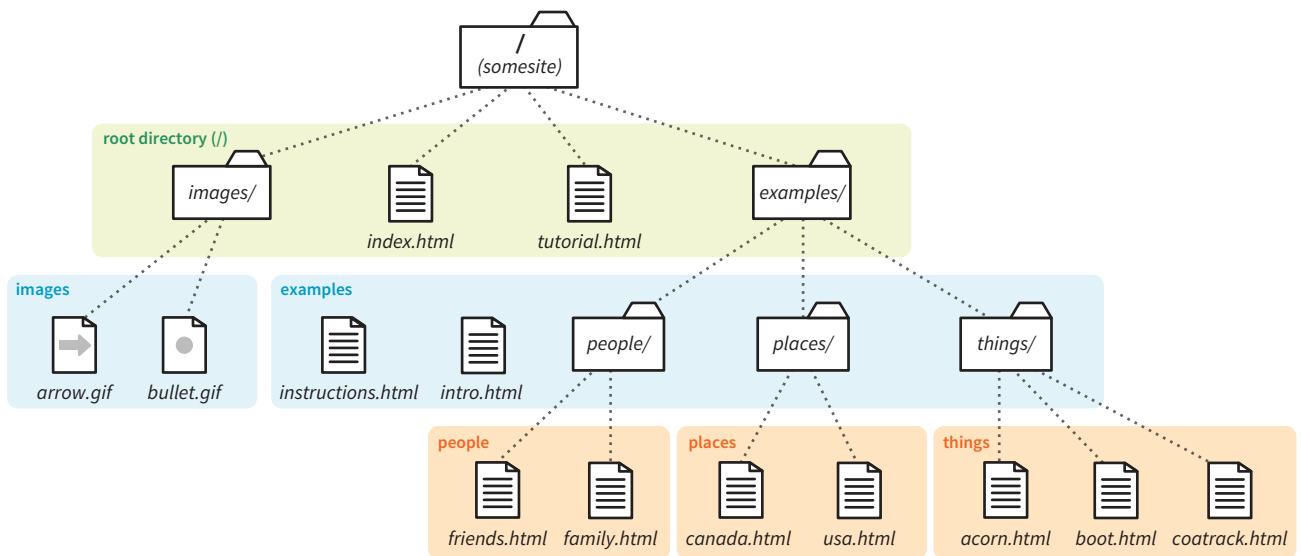 /
(somesite)
root directory (/)
images/
examples/
index.html
tutorial.html
images
examples
people/
places/
things/
arrow.gif
bullet.gif
instructions.html
intro.html
people
places
things
friends.html
family.html
canada.html
usa.html
acorn.html
boot.html
coatrack.html